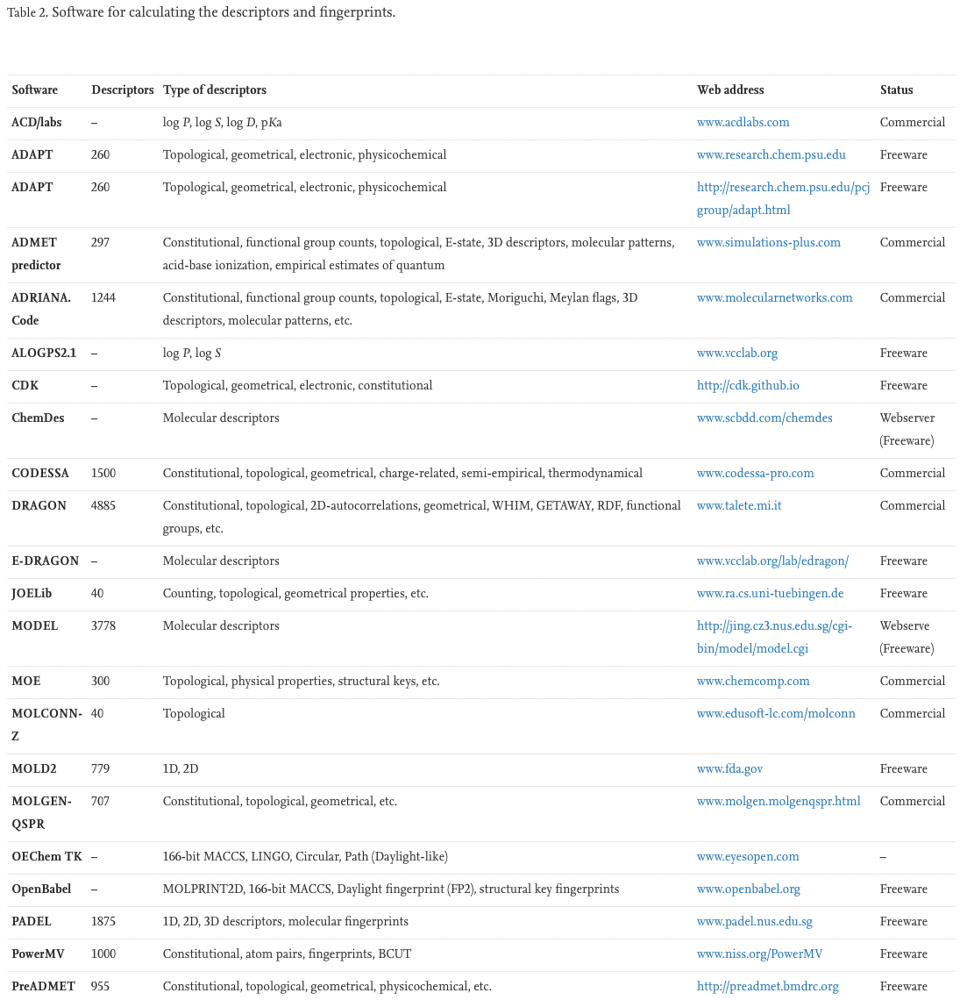 Table 2. Software for calculating the descriptors and fingerprints.
Software Descriptors Type of descriptors Web address Status
ACD/labs – log P, log S, log D, pKa www.acdlabs.com Commercial
ADAPT 260 Topological, geometrical, electronic, physicochemical www.research.chem.psu.edu Freeware
ADAPT 260 Topological, geometrical, electronic, physicochemical http://research.chem.psu.edu/pcj Freeware
group/adapt.html
ADMET 297 Constitutional, functional group counts, topological, E-state, 3D descriptors, molecular patterns, www.simulations-plus.com Commercial
predictor acid-base ionization, empirical estimates of quantum
ADRIANA. 1244 Constitutional, functional group counts, topological, E-state, Moriguchi, Meylan flags, 3D www.molecularnetworks.com Commercial
Code descriptors, molecular patterns, etc.
ALOGPS2.1 – log P, log S www.vcclab.org Freeware
CDK – Topological, geometrical, electronic, constitutional http://cdk.github.io Freeware
ChemDes – Molecular descriptors www.scbdd.com/chemdes Webserver
(Freeware)
CODESSA 1500 Constitutional, topological, geometrical, charge-related, semi-empirical, thermodynamical www.codessa-pro.com Commercial
DRAGON 4885 Constitutional, topological, 2D-autocorrelations, geometrical, WHIM, GETAWAY, RDF, functional www.talete.mi.it Commercial
groups, etc.
E-DRAGON – Molecular descriptors www.vcclab.org/lab/edragon/ Freeware
JOELib 40 Counting, topological, geometrical properties, etc. www.ra.cs.uni-tuebingen.de Freeware
MODEL 3778 Molecular descriptors http://jing.cz3.nus.edu.sg/cgi- Webserve
bin/model/model.cgi (Freeware)
MOE 300 Topological, physical properties, structural keys, etc. www.chemcomp.com Commercial
MOLCONN- 40 Topological www.edusoft-lc.com/molconn Commercial
Z
MOLD2 779 1D, 2D www.fda.gov Freeware
MOLGEN- 707 Constitutional, topological, geometrical, etc. www.molgen.molgenqspr.html Commercial
QSPR
OEChem TK – 166-bit MACCS, LINGO, Circular, Path (Daylight-like) www.eyesopen.com –
OpenBabel – MOLPRINT2D, 166-bit MACCS, Daylight fingerprint (FP2), structural key fingerprints www.openbabel.org Freeware
PADEL 1875 1D, 2D, 3D descriptors, molecular fingerprints www.padel.nus.edu.sg Freeware
PowerMV 1000 Constitutional, atom pairs, fingerprints, BCUT www.niss.org/PowerMV Freeware
PreADMET 955 Constitutional, topological, geometrical, physicochemical, etc. http://preadmet.bmdrc.org Freeware